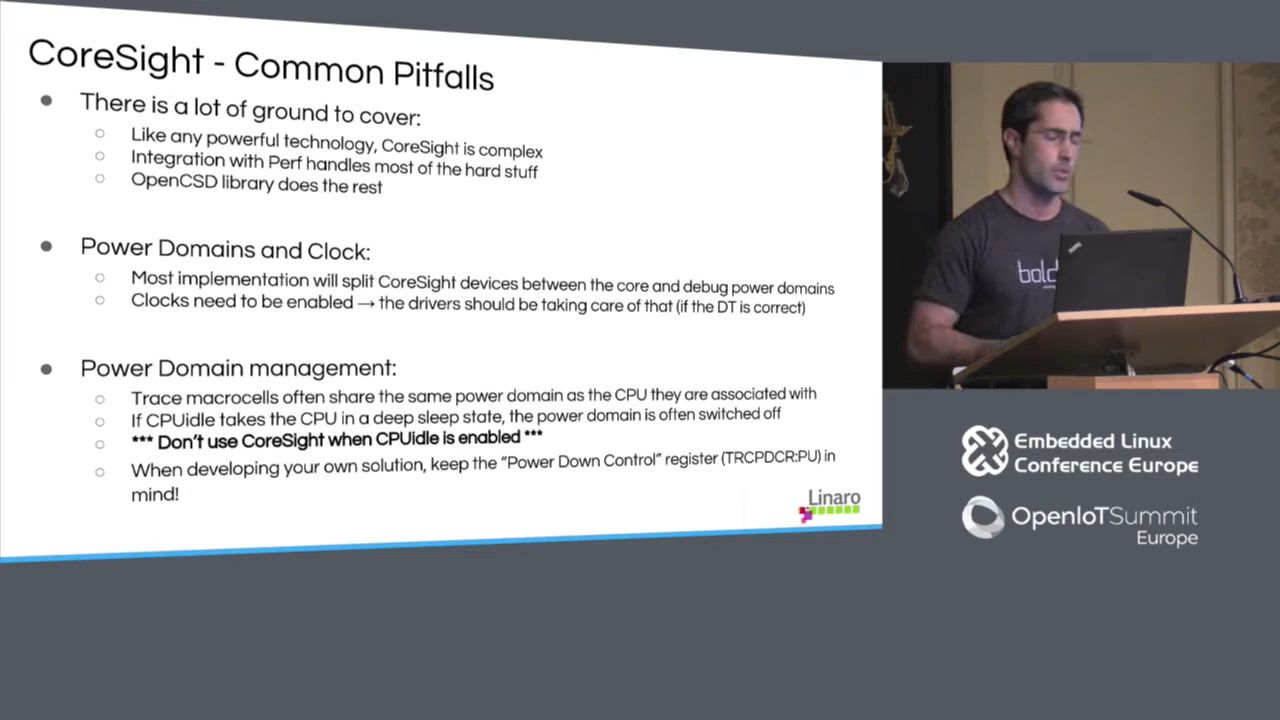 CoreSight - Common Pitfalls
There is a lot of ground to cover:
Like any powerful technology, CoreSight is complex
Integration with Perf handles most of the hard stuff
OpenCSD library does the rest
Power Domains and Clock:
Most implementation will split CoreSight devices between the core and debug power domains
Clocks need to be enabled → the drivers should be taking care of that (if the DT is correct)
Power Domain management:
Trace macrocells often share the same power domain as the CPU they are associated with
If CPUidle takes the CPU in a deep sleep state, the power domain is often switched off
*** Don't use CoreSight when CPUidle is enabled ***
When developing your own solution, keep the “Power Down Control” register (TRCPDCR:PU) in
mind!
Linaro
bold
Embedded Linux
Conference Europe
OpenIoTSummit
Europe